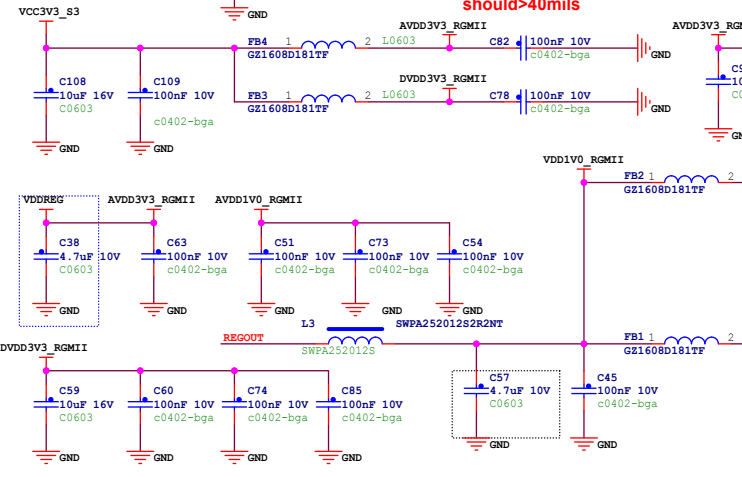 should>40mils
VCC3V3_S3
GND
AVDD3V3_RGMII
FB4 1 2 L0603
GZ1608D181TF
C82 100nF 10V
c0402-bga
GND
C108
10uF 16V
C0603
GND
C109
100nF 10V
c0402-bga
GND
DVDD3V3_RGMII
FB3 1 2 L0603
GZ1608D181TF
C78 100nF 10V
c0402-bga
GND
VDD1V0_RGMII
FB2 1 2
GZ1608D181TF
VDDREG
C38
4.7uF 10V
C0603
GND
AVDD3V3_RGMII
C63
100nF 10V
c0402-bga
GND
AVDD1V0_RGMII
C51
100nF 10V
c0402-bga
GND
C73
100nF 10V
c0402-bga
GND
C54
100nF 10V
c0402-bga
GND
REGOUT
L3
SWPA252012S2R2NT
SWPA252012S
FB1 1 2
GZ1608D181TF
DVDD3V3_RGMII
C59
10uF 16V
C0603
GND
C60
100nF 10V
c0402-bga
GND
C74
100nF 10V
c0402-bga
GND
C85
100nF 10V
c0402-bga
GND
C57
4.7uF 10V
C0603
GND
C45
100nF 10V
c0402-bga
GND